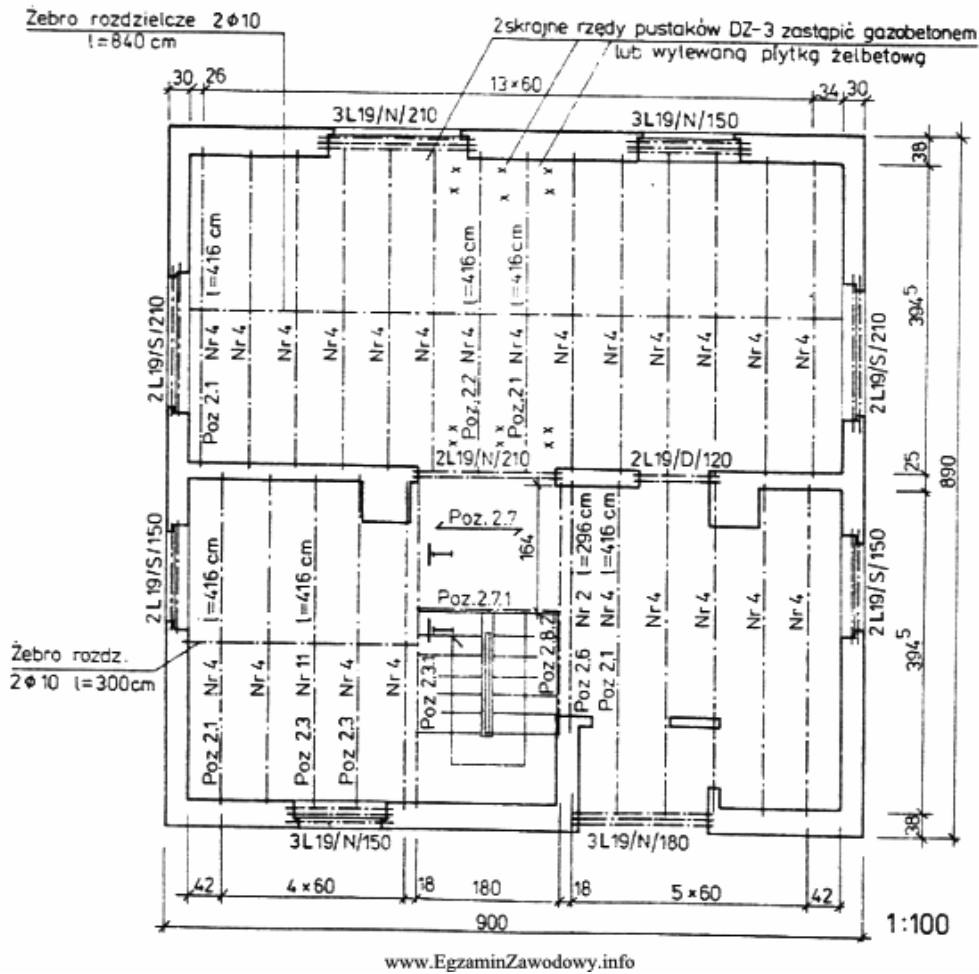 Żebro rozdzielcze 2ϕ10
l=840cm
2 skrajne rzędy pustaków DZ-3 zastąpić gazobetonem
lub wylewaną płytką żelbetową
30 26 13×60 34 30
3L19/N/210 3L19/N/150
38
l=416 cm l=416 cm l=416 cm
2L19/S/210 394⁵ 2L19/S/210
Nr 4 Nr 4 Nr 4 Nr 4 Nr 4 Nr 4 Nr 4 Nr 4 Nr 4 Nr 4 Nr 4 Nr 4 Nr 4 Nr 4
Poz 2.1 Poz 2.2 Poz 2.1
2L19/N/210 2L19/D/120
25
890
Poz. 2.7
164
2L19/S/150 2L19/S/150
l=416 cm l=416 cm l=296 cm l=416 cm
Poz. 2.7.1
394⁵
Żebro rozdz.
2ϕ10 l=300cm
Nr 4 Nr 4 Nr 11 Nr 4 Nr 4 Nr 2 Nr 4 Nr 4 Nr 4 Nr 4 Nr 4
Poz 2.1 Poz 2.3 Poz 2.3 Poz 2.3.1 Poz 2.8.2 Poz 2.6 Poz 2.1
38
3L19/N/150 3L19/N/180
42 4×60 18 180 18 5×60 42
900
1:100
www.EgzaminZawodowy.info